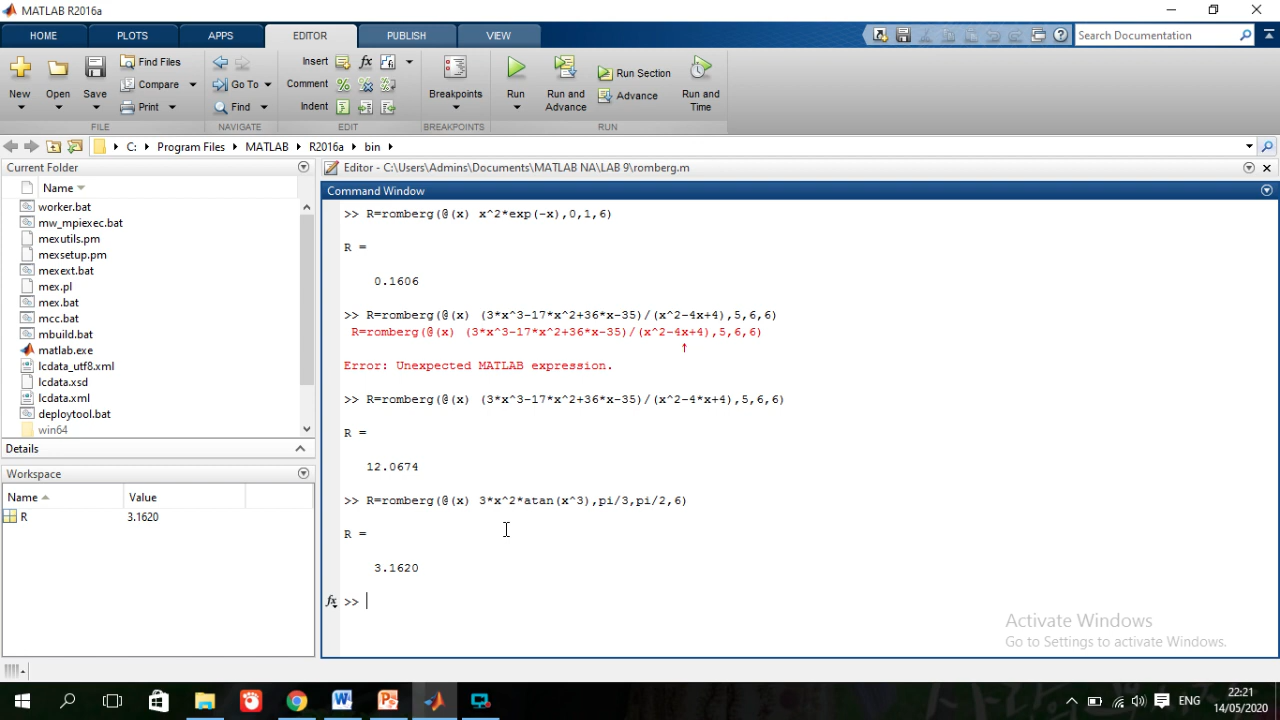 MATLAB R2016a
HOME PLOTS APPS EDITOR PUBLISH VIEW
Search Documentation
New Open Save Find Files Compare Print
Go To Find
Insert fx Comment Indent
Breakpoints
Run Run and Advance Run Section Advance Run and Time
FILE NAVIGATE EDIT BREAKPOINTS RUN
C: Program Files MATLAB R2016a bin
Current Folder
Name
worker.bat
mw_mpiexec.bat
mexutils.pm
mexsetup.pm
mexext.bat
mex.pl
mex.bat
mcc.bat
mbuild.bat
matlab.exe
lcdata_utf8.xml
lcdata.xsd
lcdata.xml
deploytool.bat
win64
Details
Workspace
Name Value
R 3.1620
Editor - C:\Users\Admins\Documents\MATLAB NA\LAB 9\romberg.m
Command Window
>> R=romberg(@(x) x^2*exp(-x),0,1,6)
R =
0.1606
>> R=romberg(@(x) (3*x^3-17*x^2+36*x-35)/(x^2-4x+4),5,6,6)
R=romberg(@(x) (3*x^3-17*x^2+36*x-35)/(x^2-4x+4),5,6,6)
↑
Error: Unexpected MATLAB expression.
>> R=romberg(@(x) (3*x^3-17*x^2+36*x-35)/(x^2-4*x+4),5,6,6)
R =
12.0674
>> R=romberg(@(x) 3*x^2*atan(x^3),pi/3,pi/2,6)
R =
3.1620
fx >>
Activate Windows
Go to Settings to activate Windows.
ENG
22:21
14/05/2020